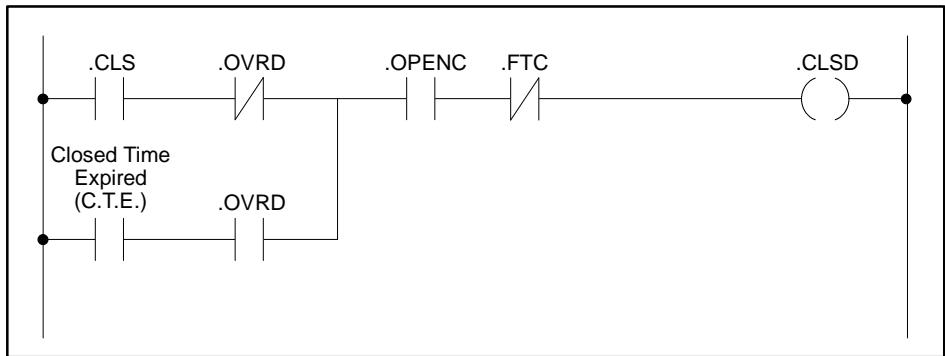 .CLS .OVRD .OPENC .FTC .CLSD
Closed Time
Expired
(C.T.E.) .OVRD